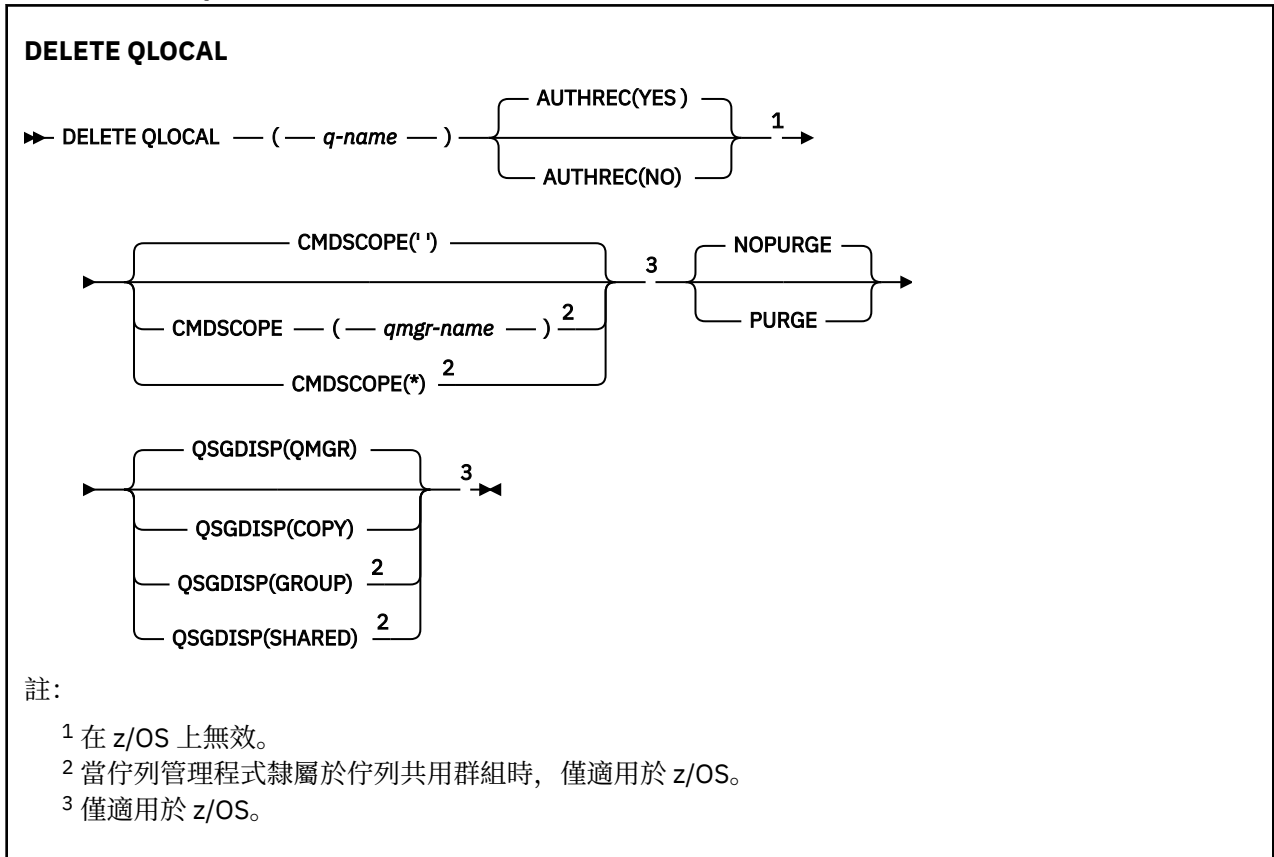 DELETE QLOCAL
AUTHREC(YES )
DELETE QLOCAL — ( — q-name — ) 1
AUTHREC(NO)
CMDSCOPE(' ')
NOPURGE
3
CMDSCOPE — ( — qmgr-name — ) 2
PURGE
CMDSCOPE(*) 2
QSGDISP(QMGR)
3
QSGDISP(COPY)
QSGDISP(GROUP) 2
QSGDISP(SHARED) 2
註：
1 在 z/OS 上無效。
2 當佇列管理程式隸屬於佇列共用群組時，僅適用於 z/OS。
3 僅適用於 z/OS。